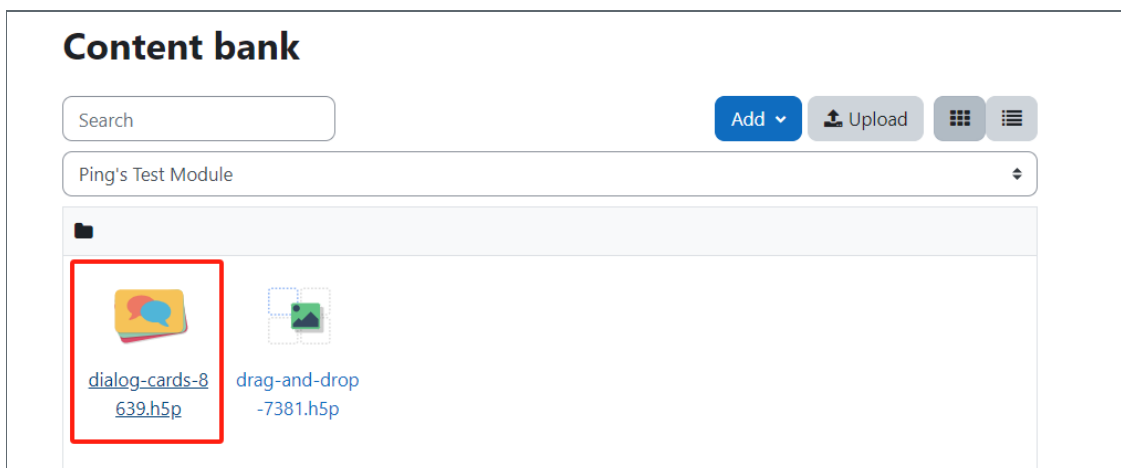 Content bank
Search
Add
Upload
Ping's Test Module
dialog-cards-8
639.h5p
drag-and-drop
-7381.h5p